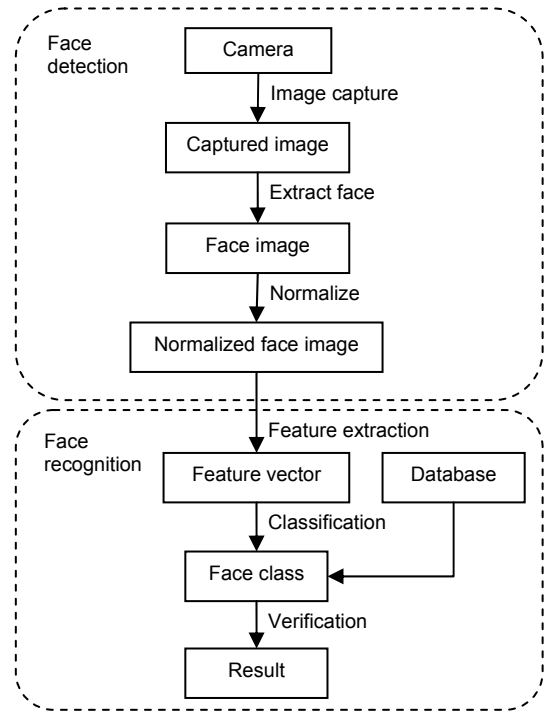 Face
detection
Camera
Image capture
Captured image
Extract face
Face image
Normalize
Normalized face image
Face
recognition
Feature extraction
Feature vector
Database
Classification
Face class
Verification
Result